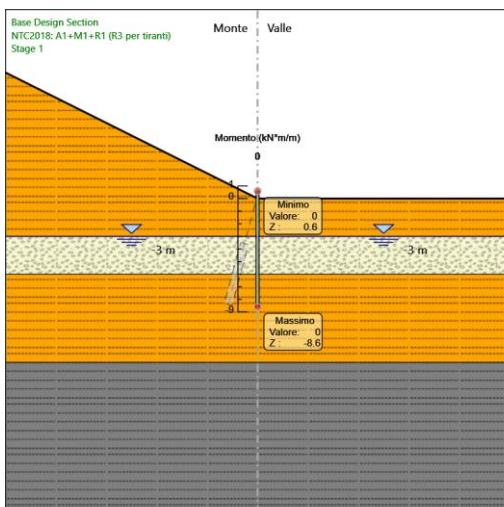 Base Design Section
NTC2018: A1+M1+R1 (R3 per tiranti)
Stage 1
Monte
Valle
Momento (kN*m/m)
0
0
Minimo
Valore: 0
Z : 0.6
-3 m
-3 m
-9
Massimo
Valore: 0
Z : -8.6